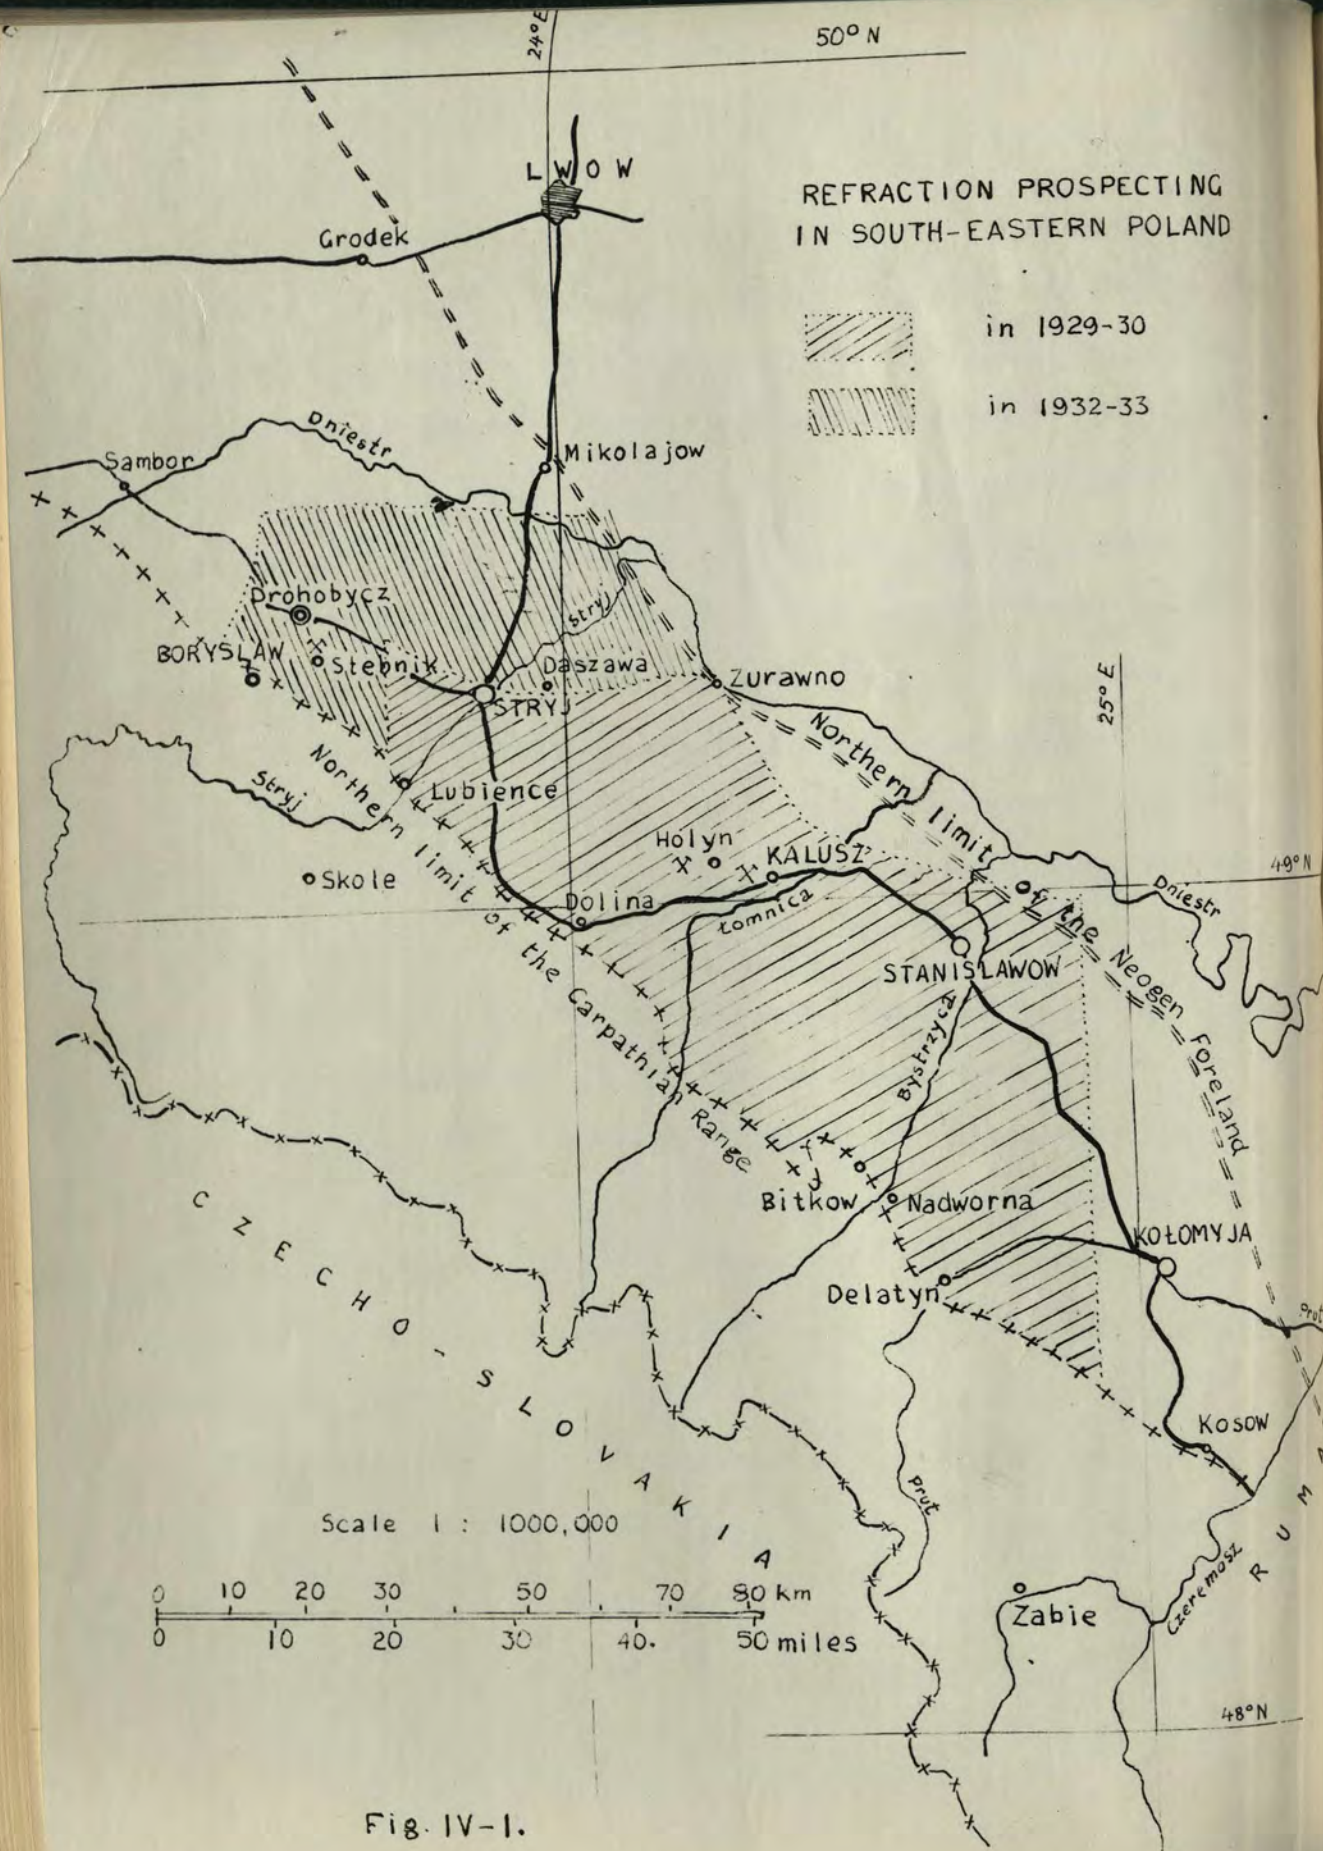 24°E
50° N
LWOW
REFRACTION PROSPECTING
IN SOUTH-EASTERN POLAND
Grodek
in 1929-30
in 1932-33
Dniestr
Mikolajow
Sambor
Drohobycz
Stryj
BORYSLAW
Stebnik
Daszawa
Zurawno
STRYJ
25° E
Northern limit of the Neogen Foreland
Stryj
Lubience
Northern limit of the Carpathian Range
Holyn
KALUSZ
49°N
Skole
Dolina
Łomnica
Dniestr
STANISLAWOW
Bystrzyca
Bitkow
Nadworna
CZECHO-SLOVAKIA
KOŁOMYJA
Delatyn
Prut
Kosow
Prut
RUMA
Scale 1 : 1000,000
0 10 20 30 50 70 80 km
0 10 20 30 40. 50 miles
Zabie
Czeremosz
48°N
Fig. IV-1.